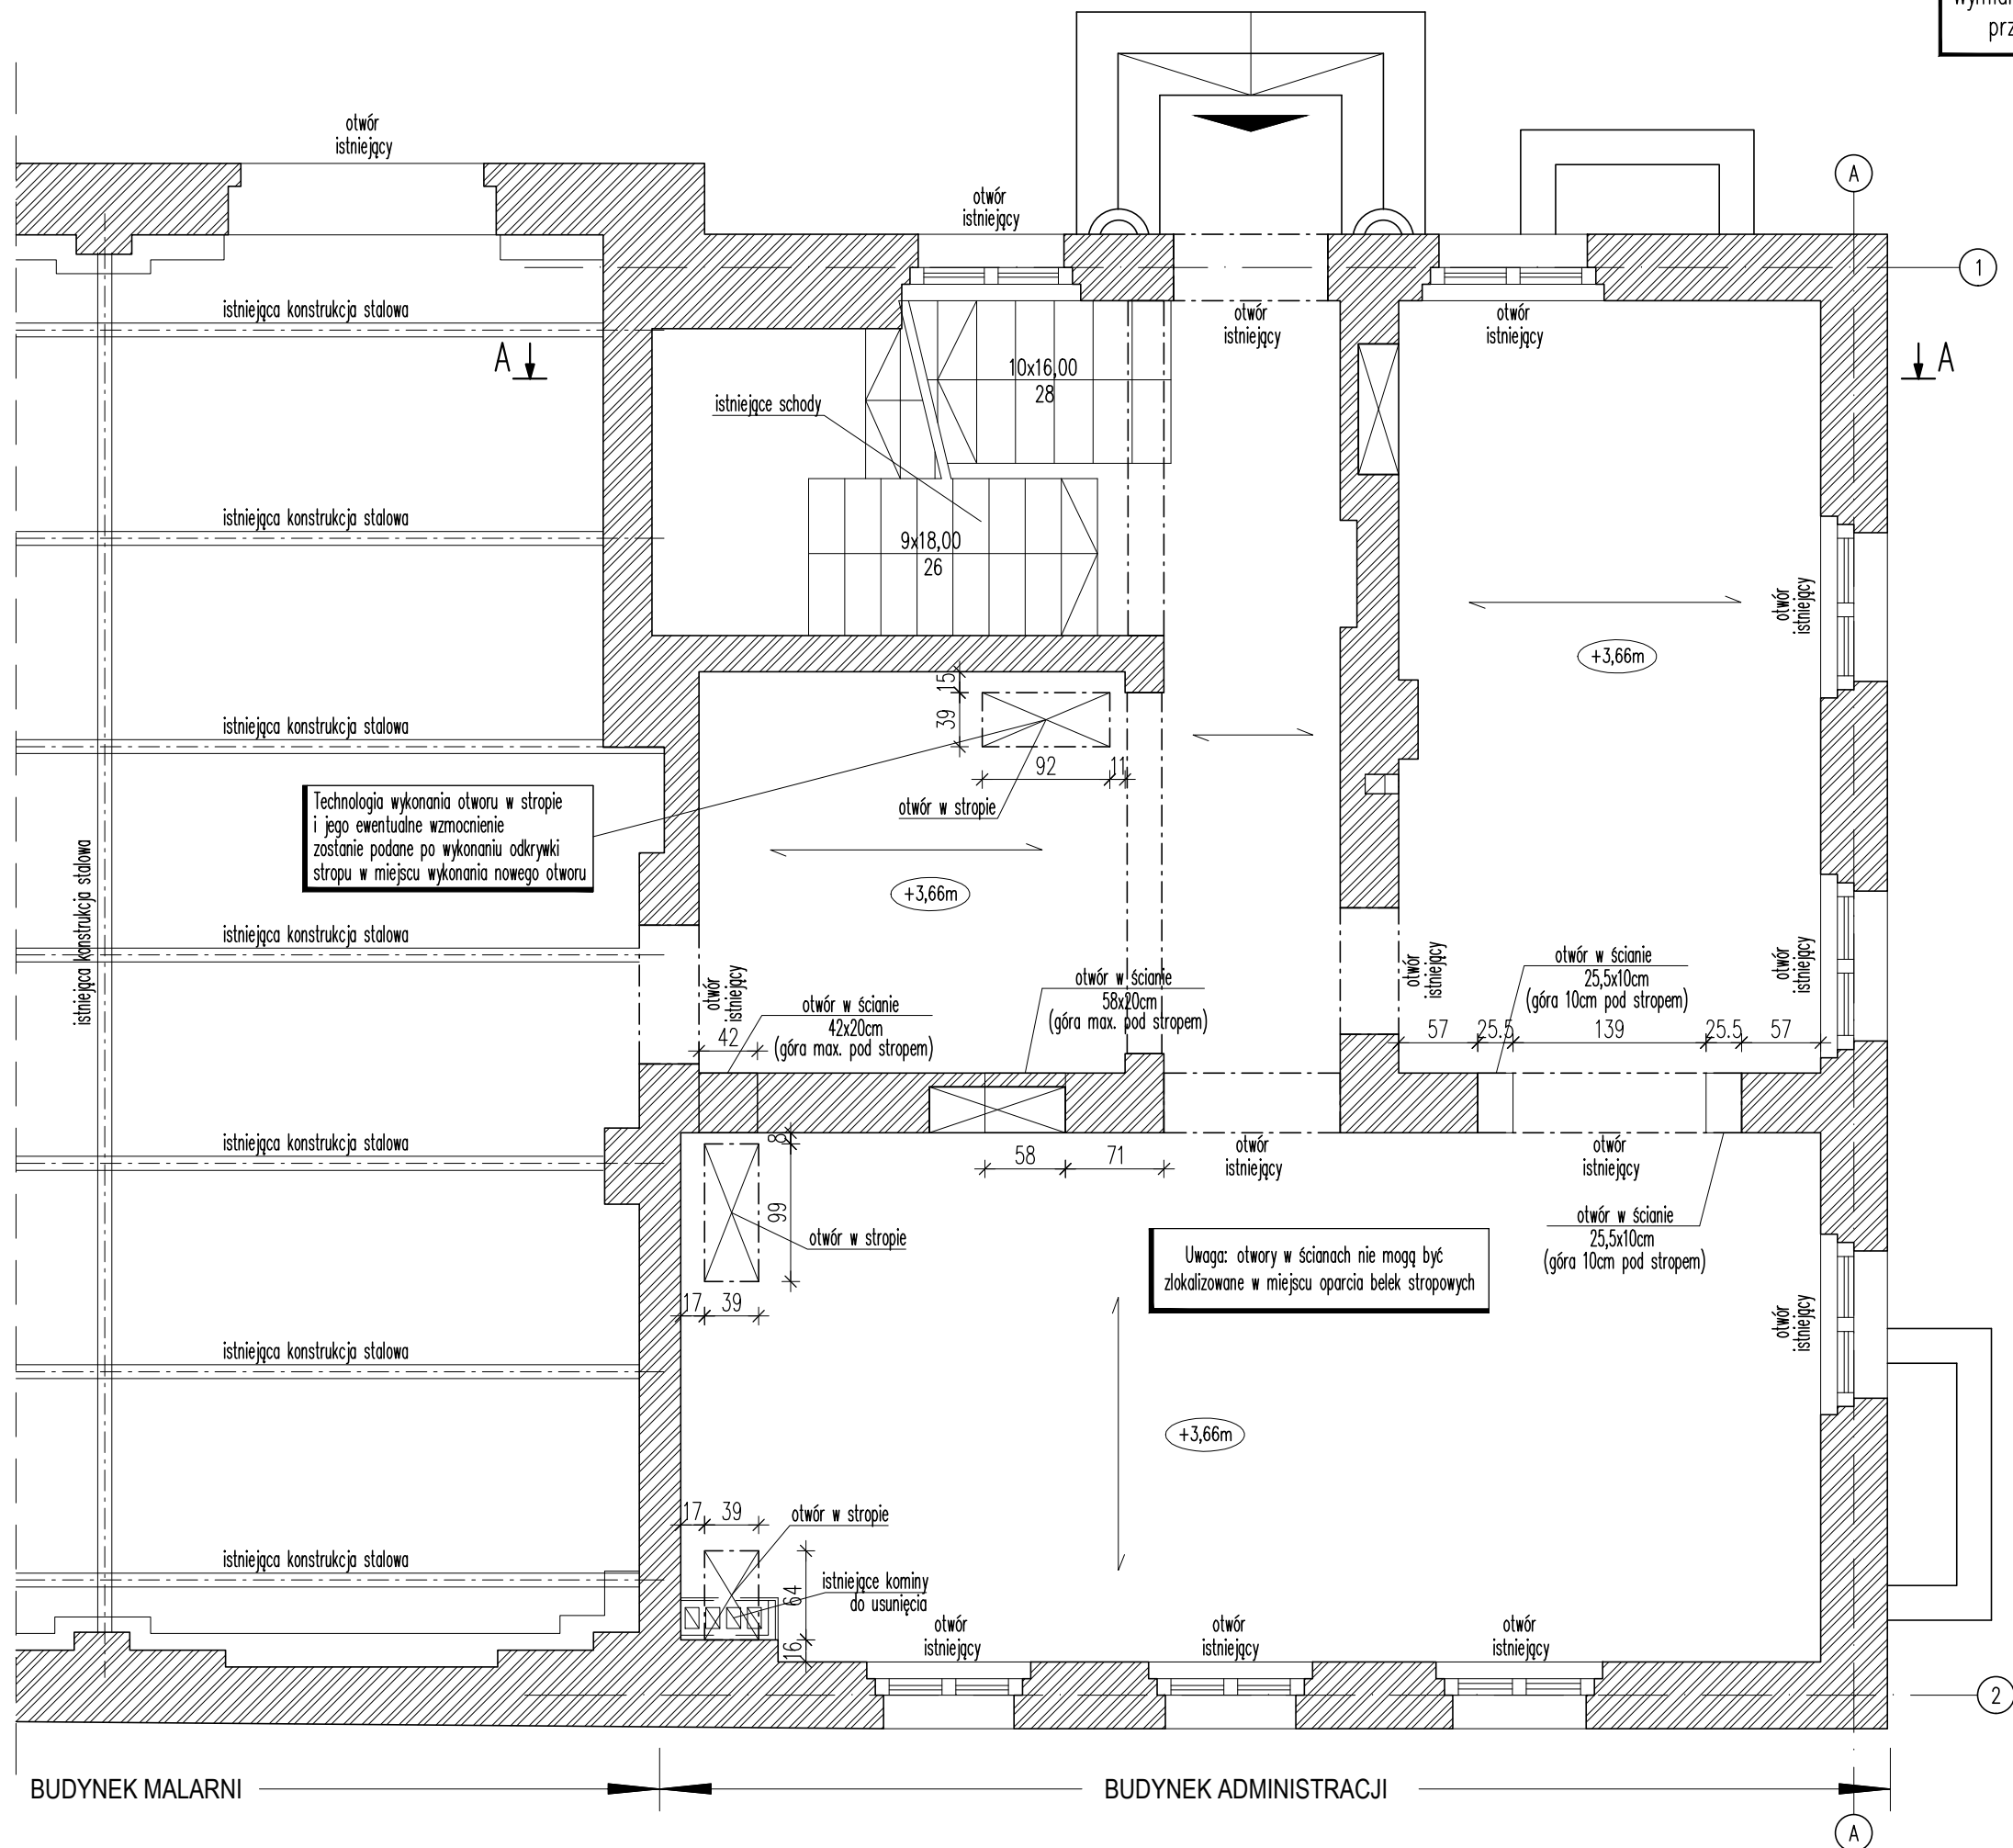 prz
otwór
istniejący
otwór
istniejący
A
1
istniejąca konstrukcja stalowa
otwór
istniejący
otwór
istniejący
A
A
10x16,00
28
istniejące schody
istniejąca konstrukcja stalowa
9x18,00
26
otwór
istniejący
+3,66m
15
39
istniejąca konstrukcja stalowa
92
11
otwór w stropie
Technologia wykonania otworu w stropie
i jego ewentualne wzmocnienie
zostanie podane po wykonaniu odkrywki
stropu w miejscu wykonania nowego otworu
+3,66m
istniejąca konstrukcja stalowa
istniejąca konstrukcja stalowa
otwór
istniejący
otwór w ścianie
42x20cm
(góra max. pod stropem)
42
otwór w ścianie
58x20cm
(góra max. pod stropem)
otwór
istniejący
otwór w ścianie
25,5x10cm
(góra 10cm pod stropem)
otwór
istniejący
57
25.5
139
25.5
57
istniejąca konstrukcja stalowa
8
99
58
71
otwór
istniejący
otwór
istniejący
otwór w stropie
otwór w ścianie
25,5x10cm
(góra 10cm pod stropem)
Uwaga: otwory w ścianach nie mogą być
zlokalizowane w miejscu oparcia belek stropowych
17
39
otwór
istniejący
istniejąca konstrukcja stalowa
+3,66m
17
39
otwór w stropie
istniejąca konstrukcja stalowa
64
istniejące kominy
do usunięcia
16
otwór
istniejący
otwór
istniejący
otwór
istniejący
2
BUDYNEK MALARNI
BUDYNEK ADMINISTRACJI
A